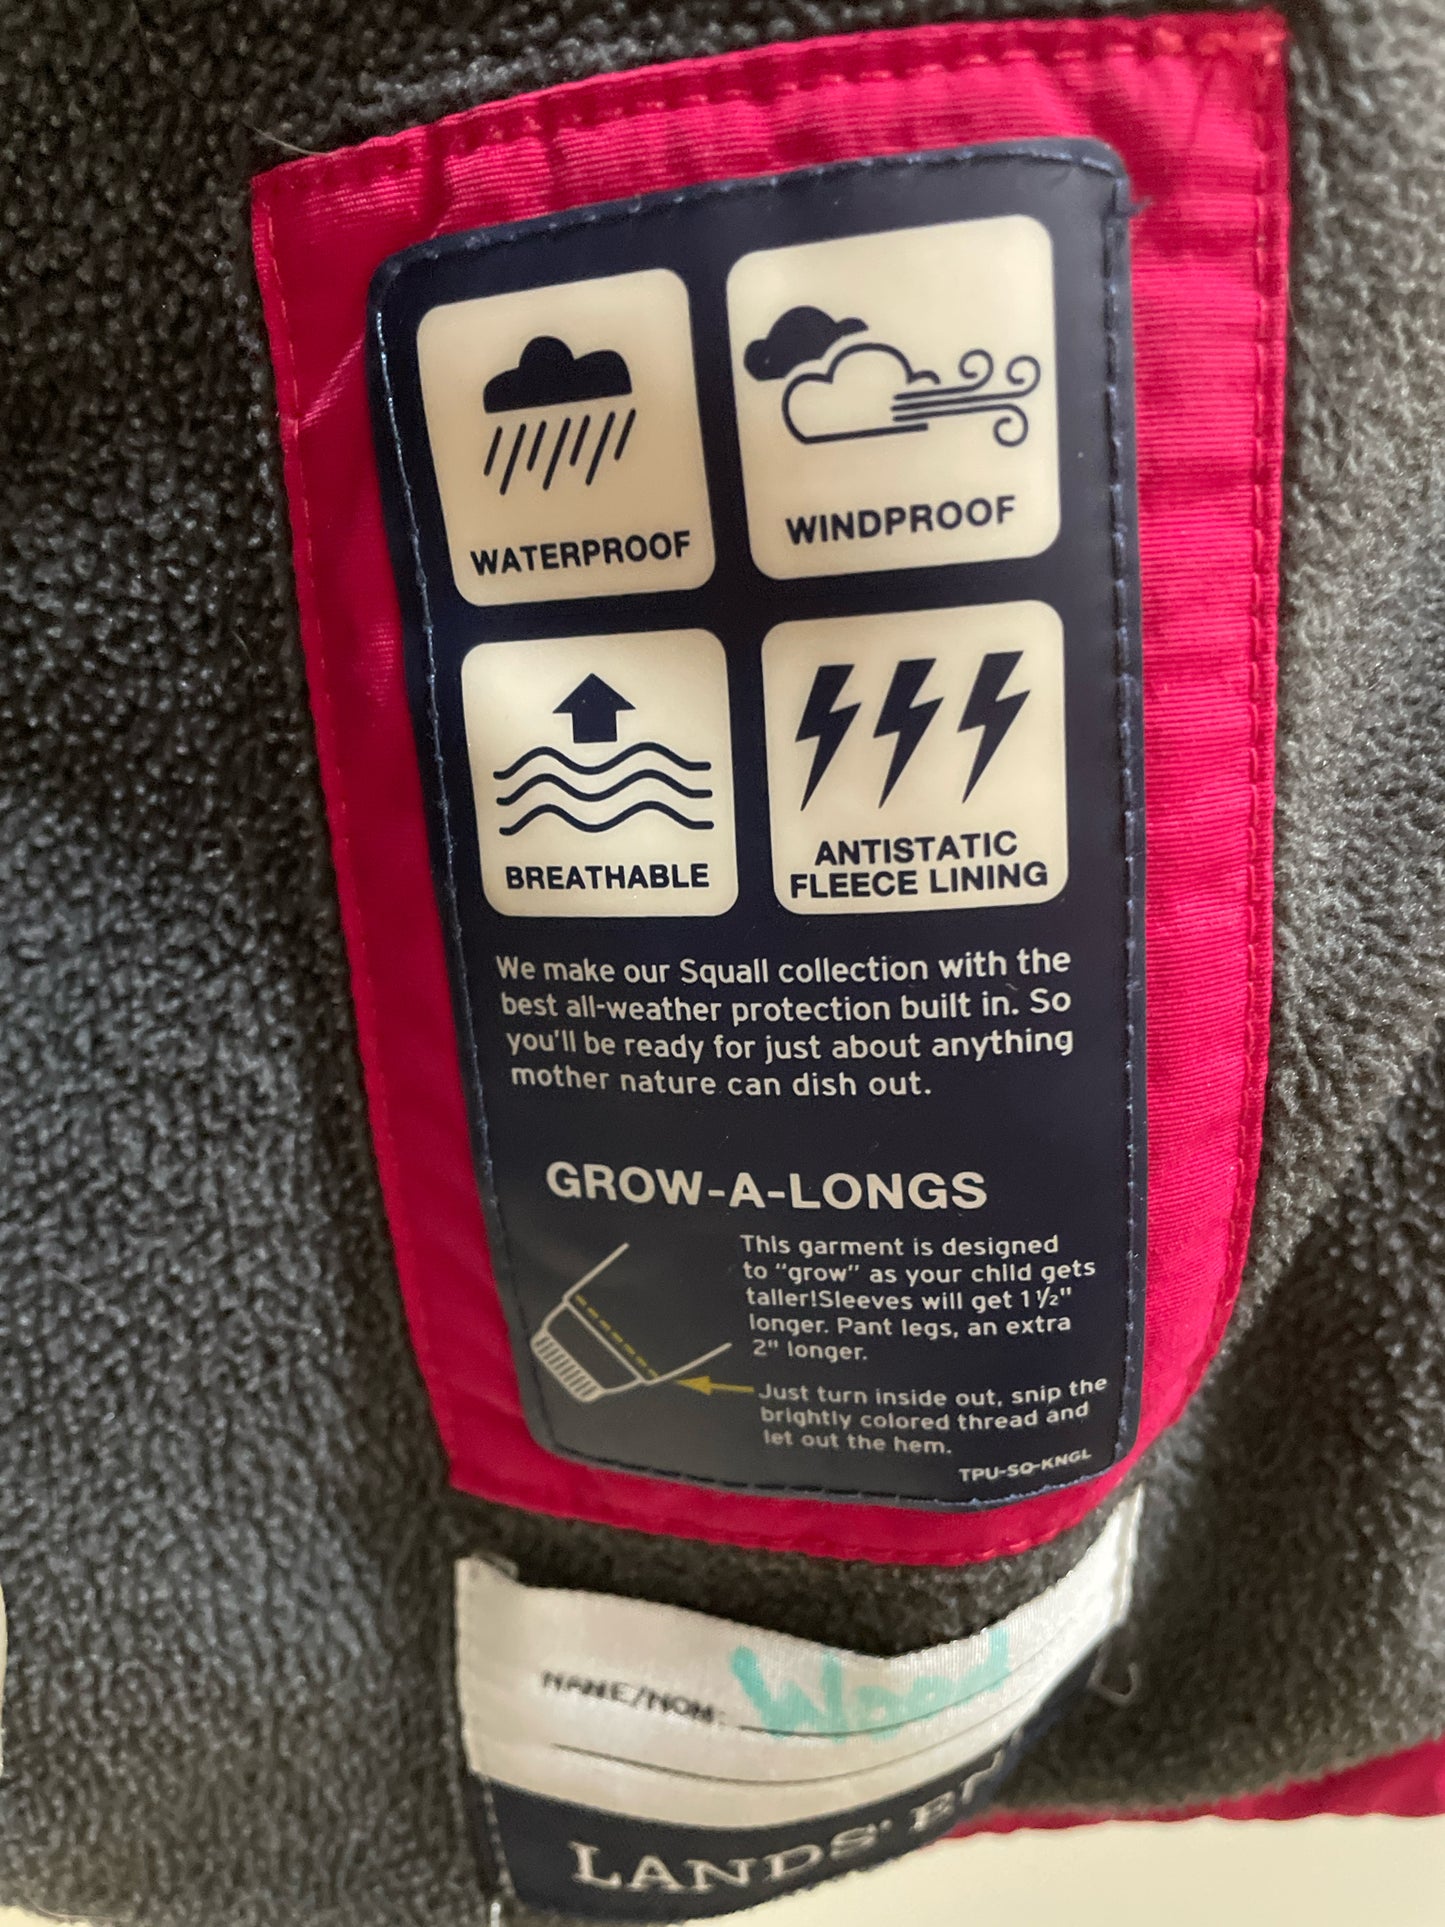 WATERPROOF
WINDPROOF
BREATHABLE
ANTISTATIC
FLEECE LINING
We make our Squall collection with the
best all-weather protection built in. So
you'll be ready for just about anything
mother nature can dish out.
GROW-A-LONGS
This garment is designed
to "grow" as your child gets
taller!Sleeves will get 1 ½"
longer. Pant legs, an extra
2" longer.
Just turn inside out, snip the
brightly colored thread and
let out the hem.
TPU-SQ-KNGL
NAME/NOM: Wood
LANDS'